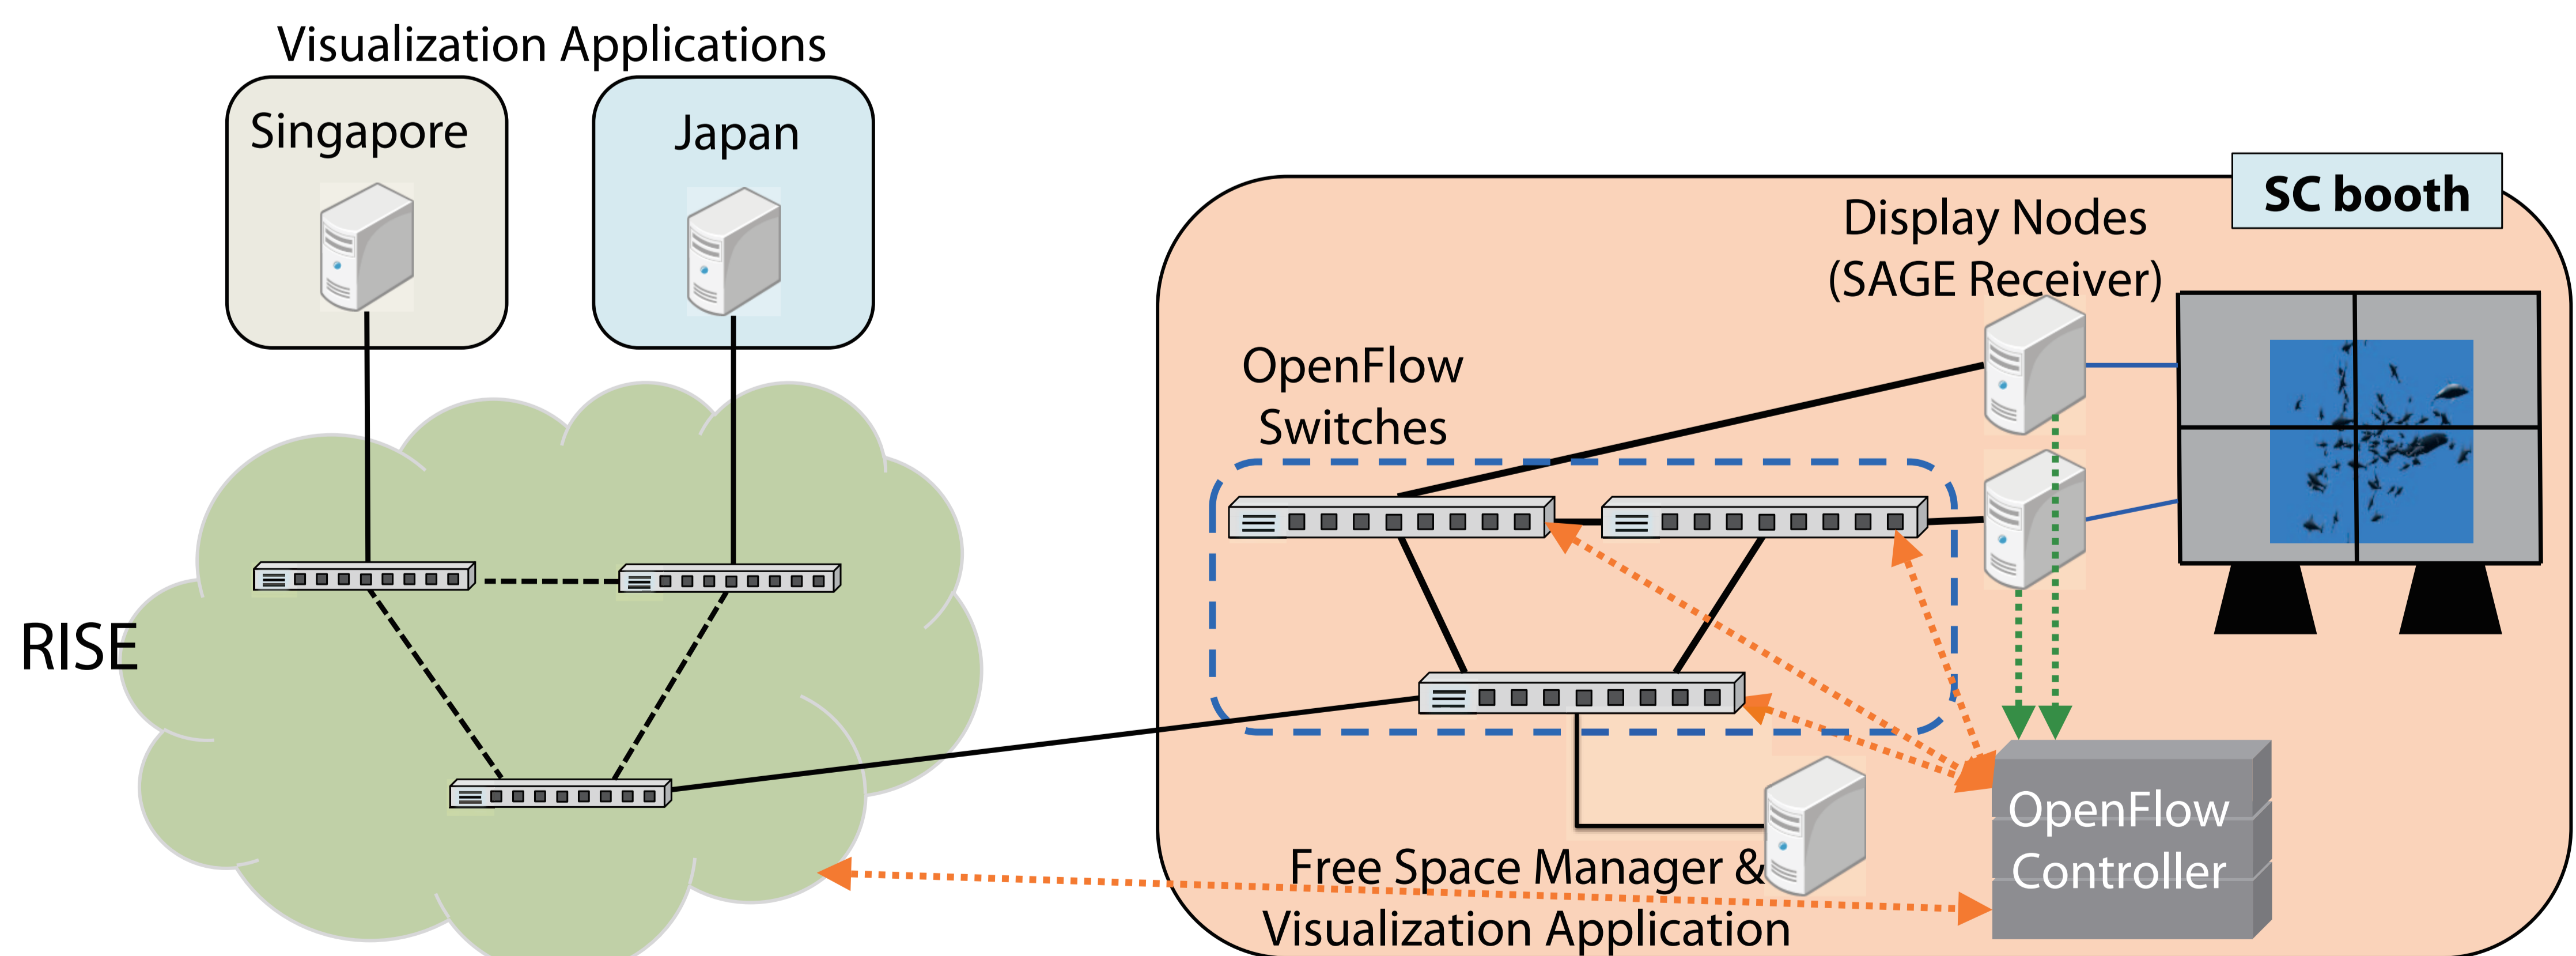 Visualization Applications
Singapore
Japan
SC booth
Display Nodes
(SAGE Receiver)
OpenFlow
Switches
RISE
OpenFlow
Controller
Free Space Manager &
Visualization Application